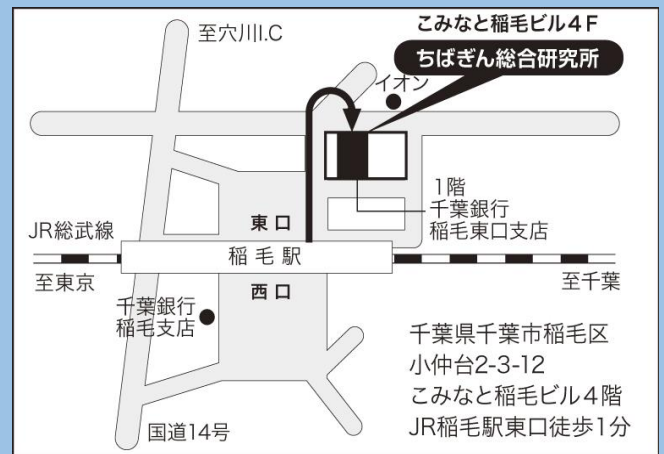 こみなと稲毛ビル4F
ちばぎん総合研究所
至穴川I.C
イオン
1階
千葉銀行
稲毛東口支店
東口
JR総武線
稲毛駅
至東京
至千葉
西口
千葉銀行
稲毛支店
国道14号
千葉県千葉市稲毛区
小仲台2-3-12
こみなと稲毛ビル4階
JR稲毛駅東口徒歩1分